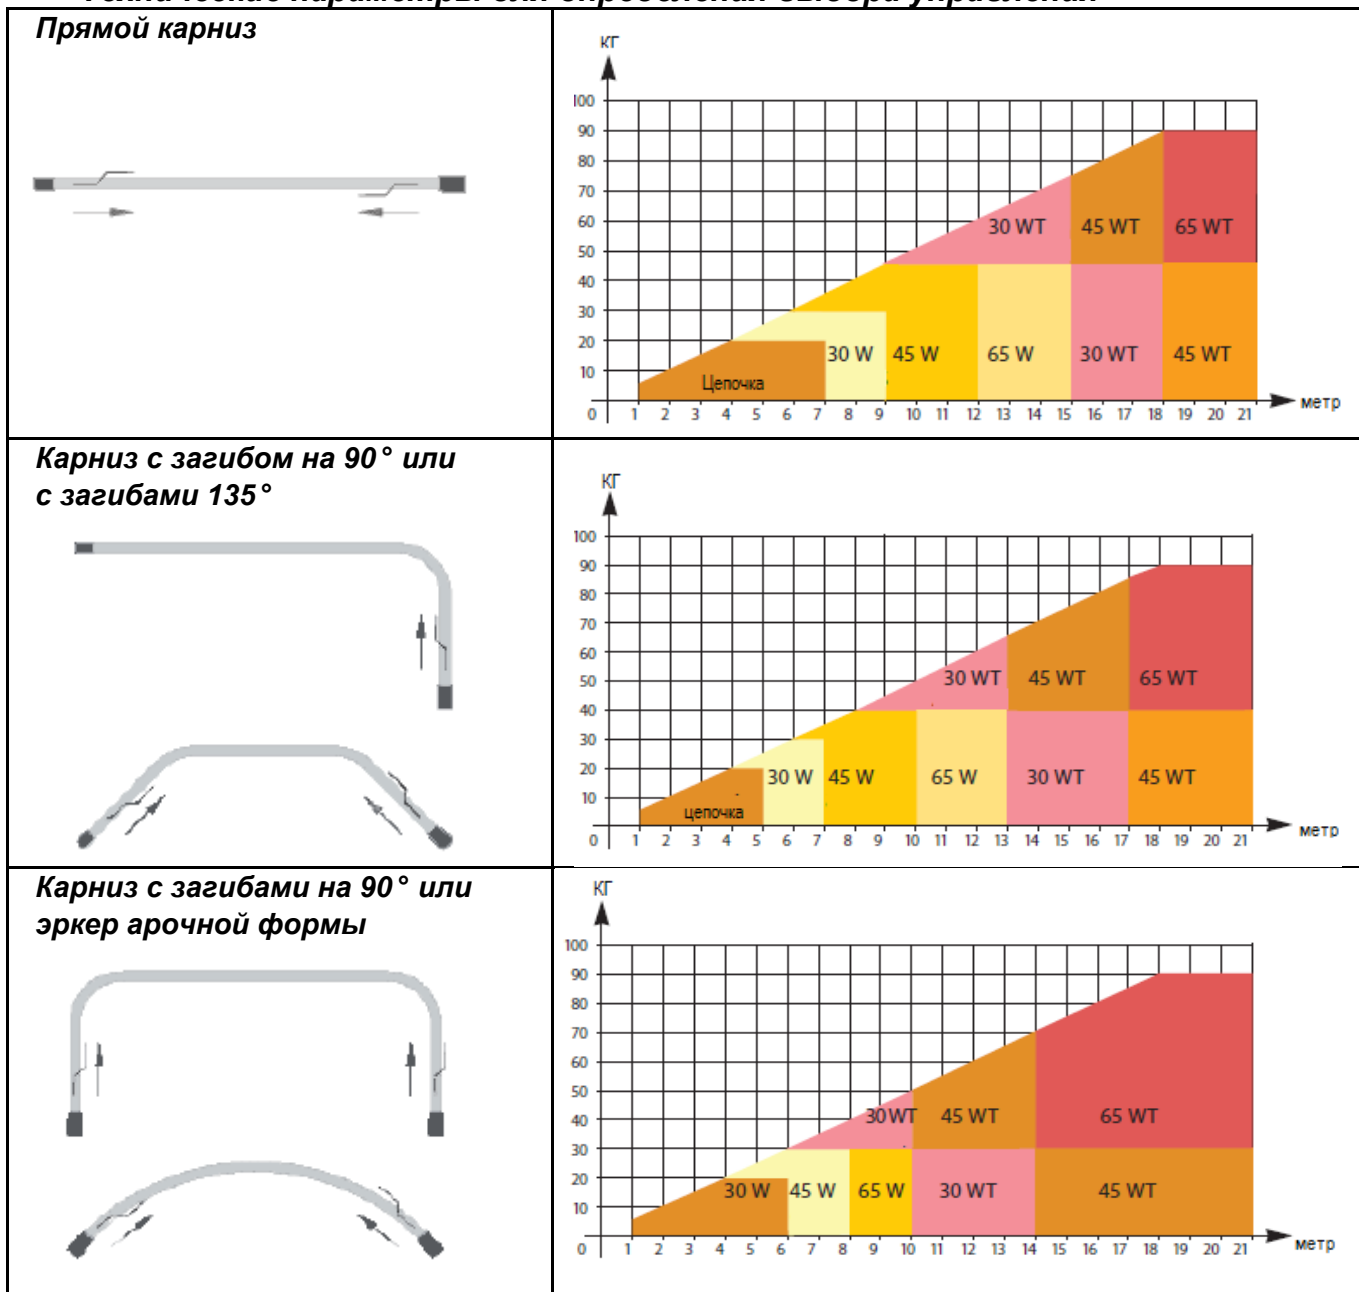 Технические параметры для определения выбора управления
Прямой карниз
КГ
100
90
80
70
60
50
40
30
20
10
30 WT 45 WT 65 WT
30 W 45 W 65 W 30 WT 45 WT
Цепочка
0 1 2 3 4 5 6 7 8 9 10 11 12 13 14 15 16 17 18 19 20 21
метр
Карниз с загибом на 90° или
с загибами 135°
КГ
100
90
80
70
60
50
40
30
20
10
30 WT 45 WT 65 WT
30 W 45 W 65 W 30 WT 45 WT
цепочка
0 1 2 3 4 5 6 7 8 9 10 11 12 13 14 15 16 17 18 19 20 21
метр
Карниз с загибами на 90° или
эркер арочной формы
КГ
100
90
80
70
60
50
40
30
20
10
30 WT 45 WT 65 WT
30 W 45 W 65 W 30 WT 45 WT
0 1 2 3 4 5 6 7 8 9 10 11 12 13 14 15 16 17 18 19 20 21
метр